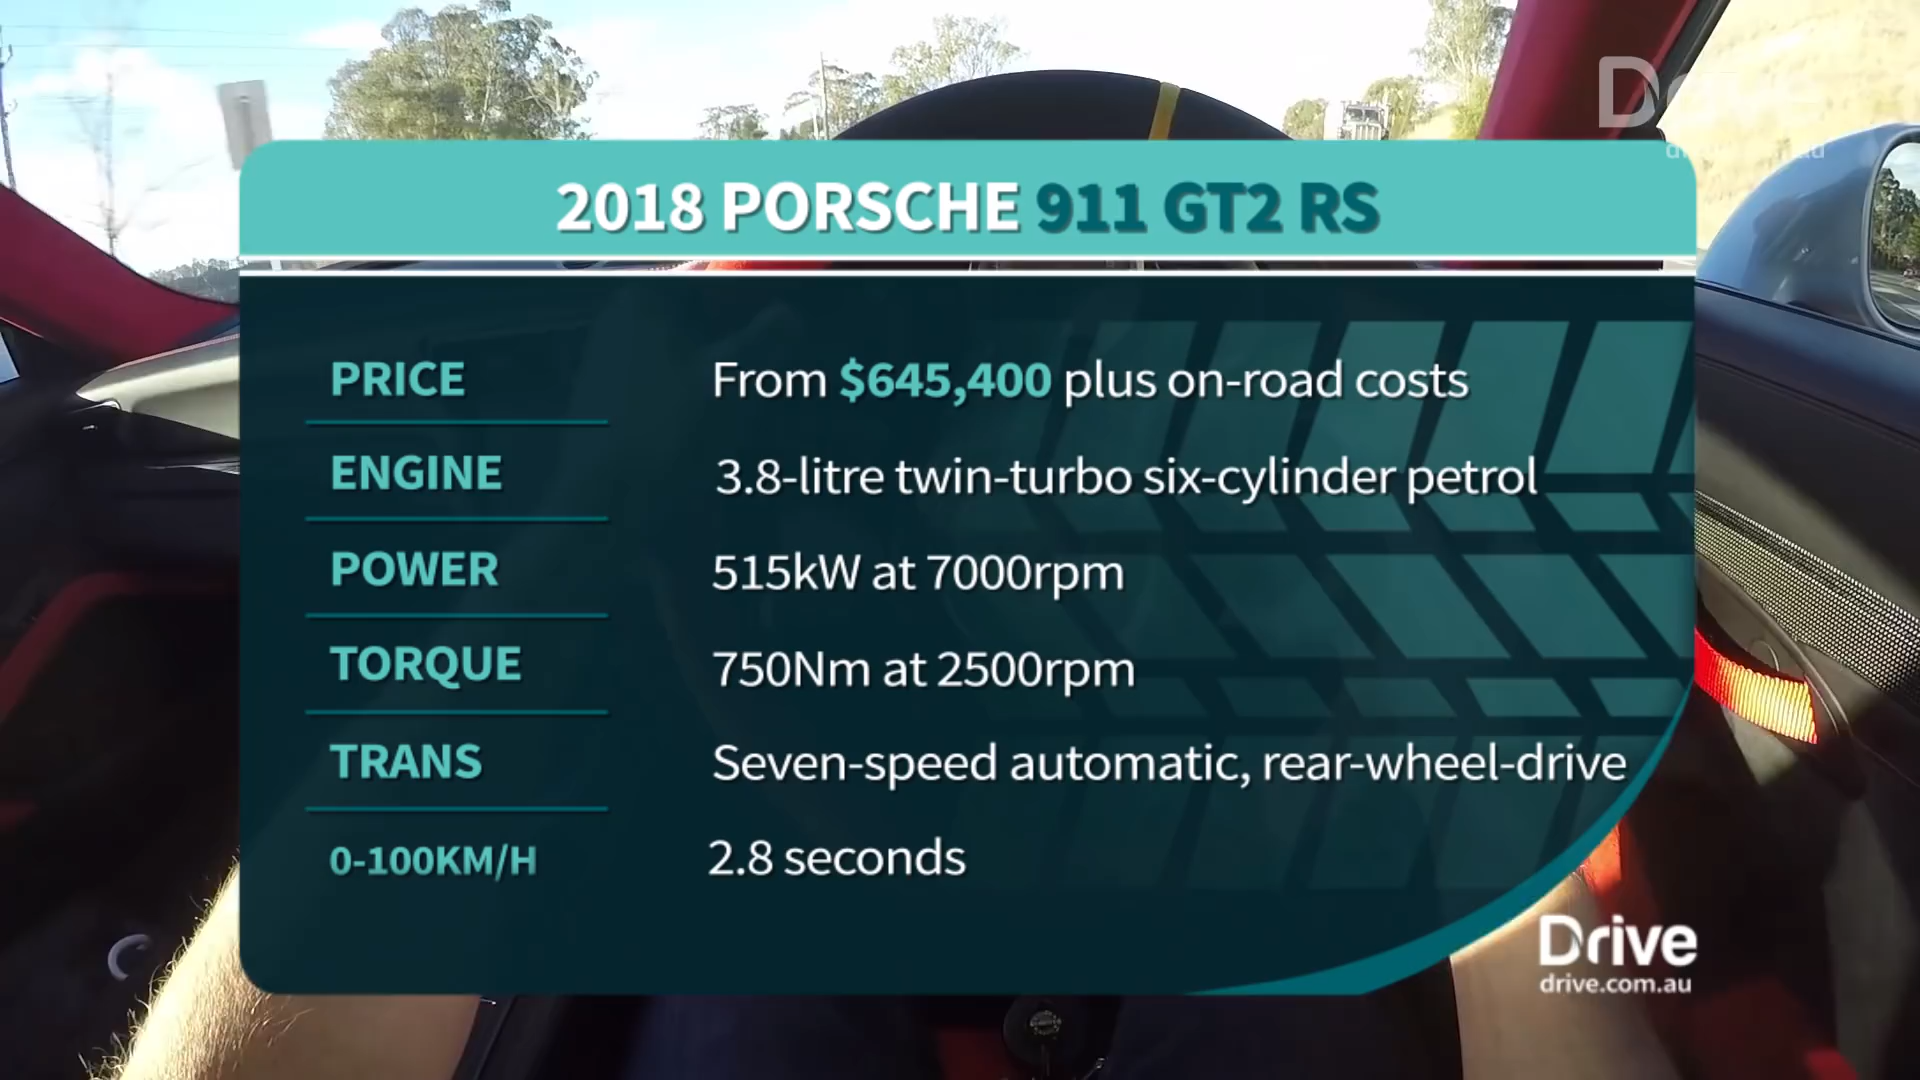 Drive
2018 PORSCHE 911 GT2 RS
PRICE From $645,400 plus on-road costs
ENGINE 3.8-litre twin-turbo six-cylinder petrol
POWER 515kW at 7000rpm
TORQUE 750Nm at 2500rpm
TRANS Seven-speed automatic, rear-wheel-drive
0-100KM/H 2.8 seconds
Drive
drive.com.au